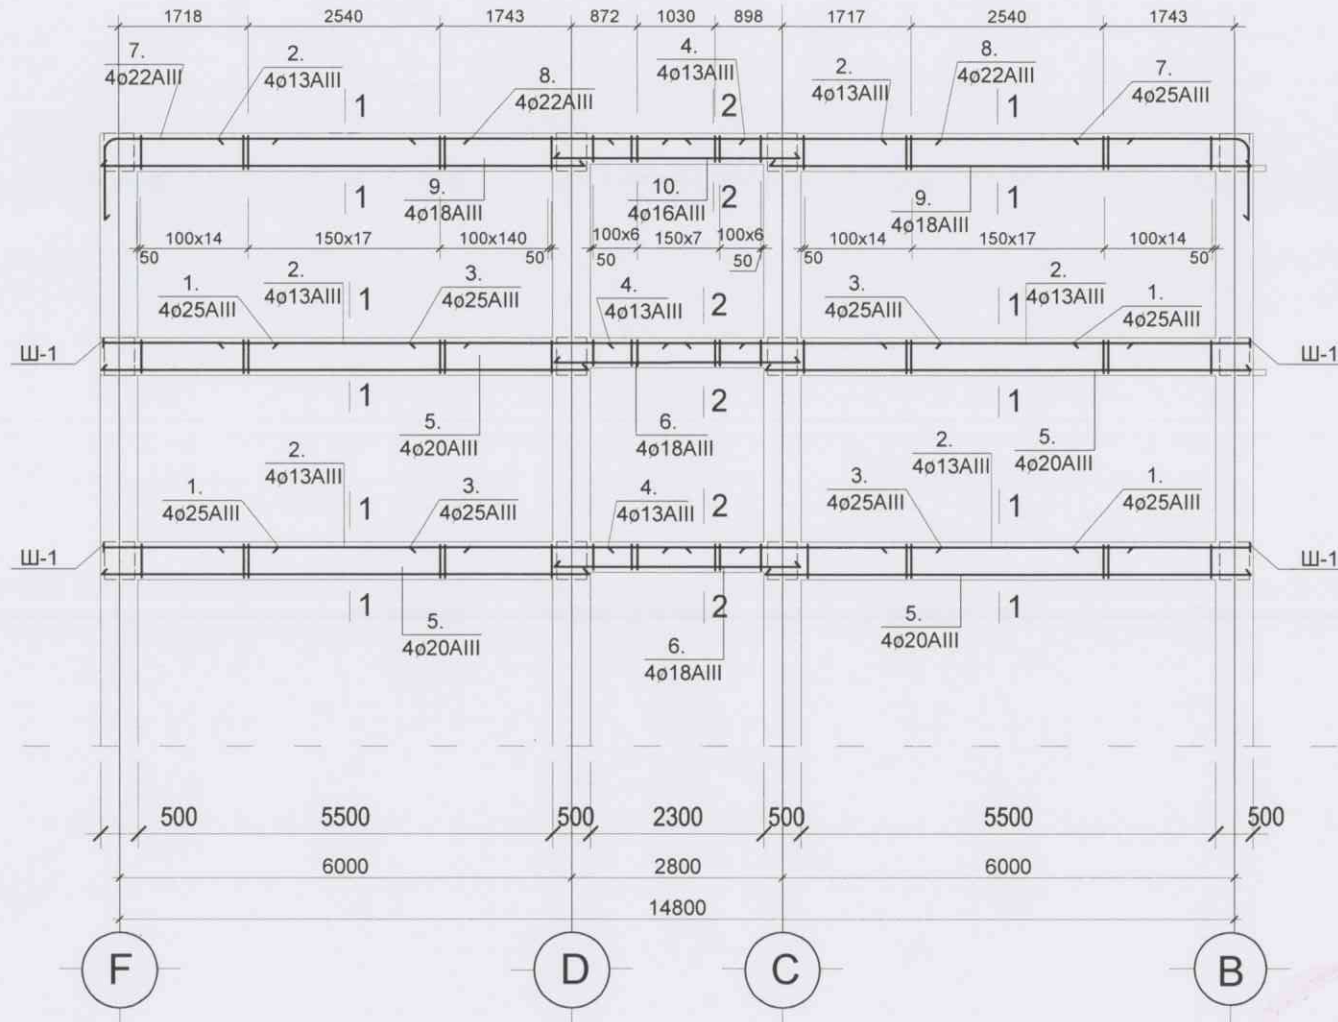 1718 2540 1743 872 1030 898 1717 2540 1743
7.
4ø22AIII
2.
4ø13AIII
8.
4ø22AIII
4.
4ø13AIII
2.
4ø13AIII
8.
4ø22AIII
7.
4ø25AIII
1 2 1
1 2 1
9.
4ø18AIII
10.
4ø16AIII
9.
4ø18AIII
100x14 150x17 100x140 100x6 150x7 100x6 100x14 150x17 100x14
50 50 50 50 50 50
1.
4ø25AIII
2.
4ø13AIII
3.
4ø25AIII
4.
4ø13AIII
3.
4ø25AIII
2.
4ø13AIII
1.
4ø25AIII
1 2 1
Ш-1 Ш-1
1 2 1
5.
4ø20AIII
6.
4ø18AIII
5.
4ø20AIII
1.
4ø25AIII
2.
4ø13AIII
3.
4ø25AIII
4.
4ø13AIII
3.
4ø25AIII
2.
4ø13AIII
1.
4ø25AIII
1 2 1
Ш-1 Ш-1
1 2 1
5.
4ø20AIII
6.
4ø18AIII
5.
4ø20AIII
500 5500 500 2300 500 5500 500
6000 2800 6000
14800
F D C B